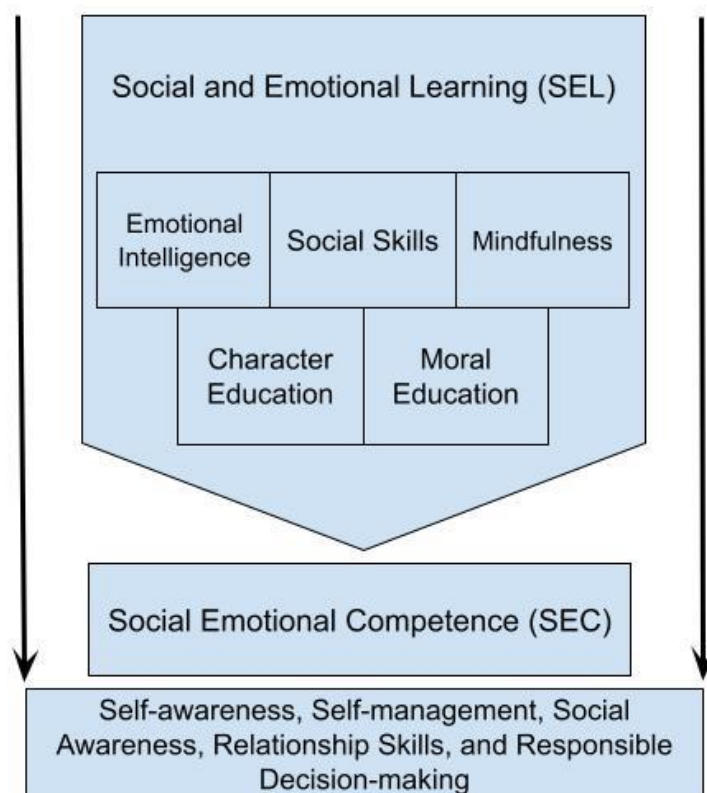 Social and Emotional Learning (SEL)
Emotional
Intelligence
Social Skills
Mindfulness
Character
Education
Moral
Education
Social Emotional Competence (SEC)
Self-awareness, Self-management, Social
Awareness, Relationship Skills, and Responsible
Decision-making